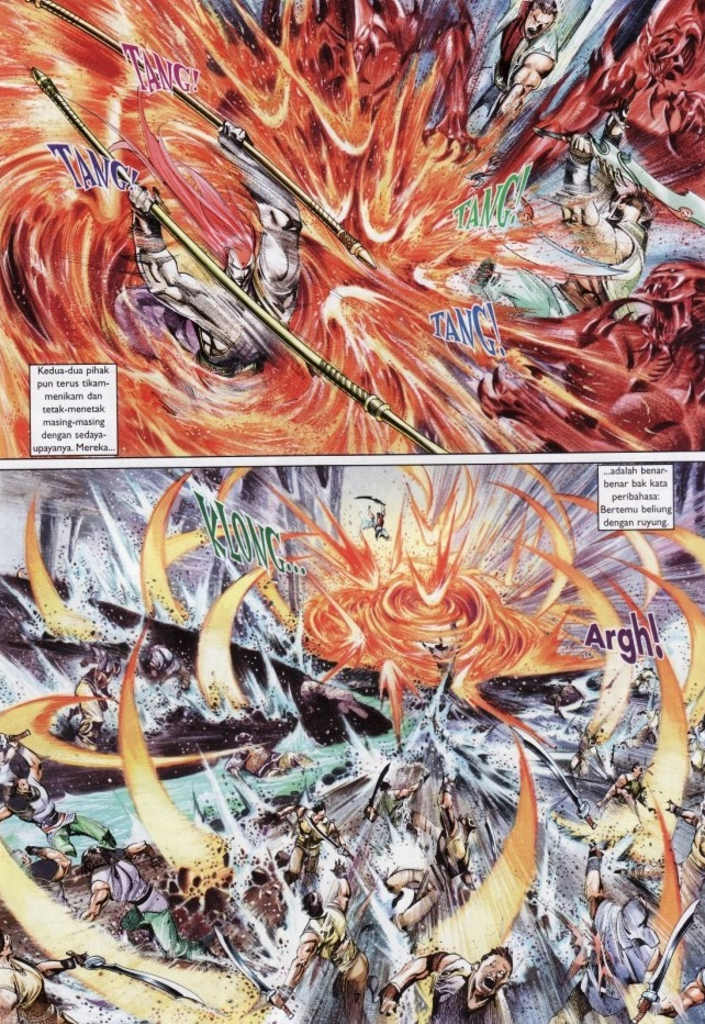 TANG!
TANG!
TANG!
TANG!
Kedua-dua pihak
pun terus tikam-
menikam dan
tetak-menetak
masing-masing
dengan sedaya-
upayanya. Mereka...
...adalah benar-
benar bak kata
peribahasa:
Bertemu beliung
dengan ruyung.
KLONG...
Argh!